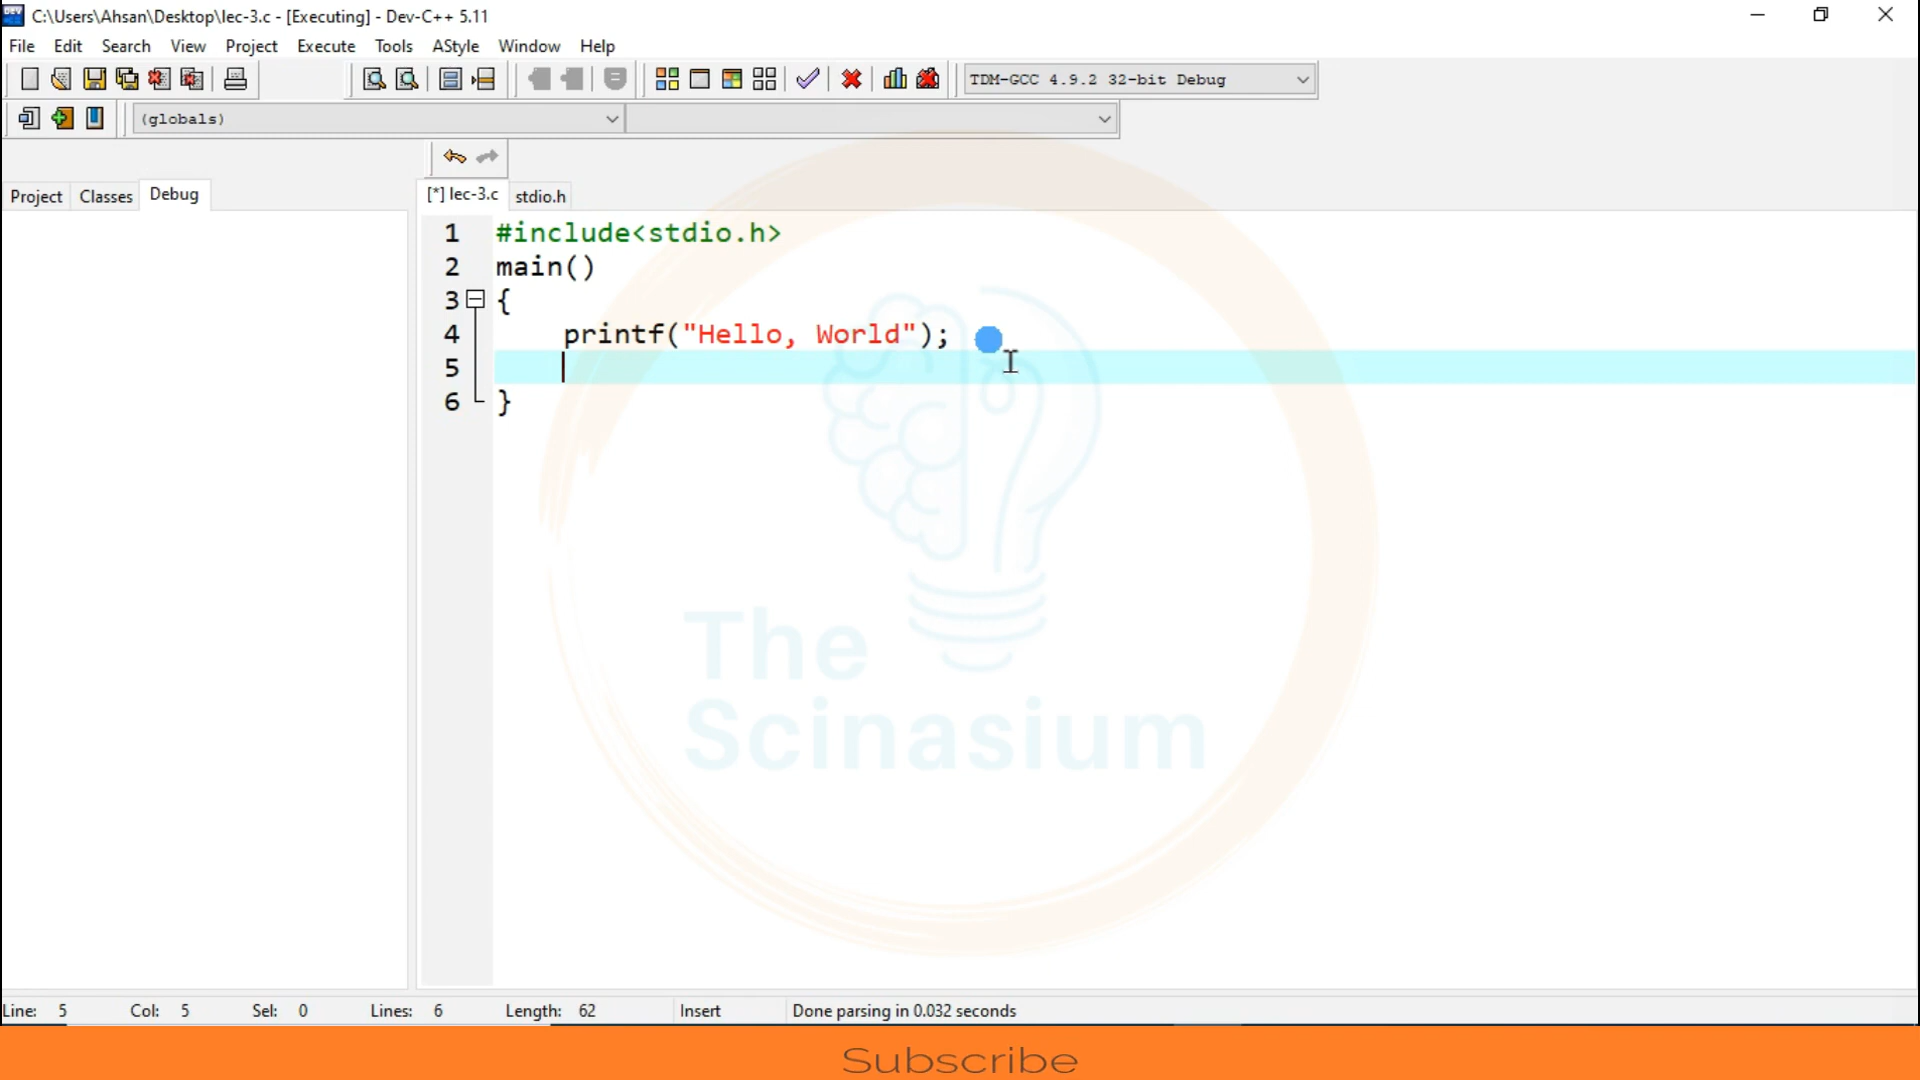 C:\Users\Ahsan\Desktop\lec-3.c - [Executing] - Dev-C++ 5.11
File Edit Search View Project Execute Tools AStyle Window Help
TDM-GCC 4.9.2 32-bit Debug
(globals)
Project Classes Debug
[*] lec-3.c stdio.h
1 #include<stdio.h>
2 main()
3 {
4 printf("Hello, World");
5
6 }
The
Scinasium
Line: 5 Col: 5 Sel: 0 Lines: 6 Length: 62 Insert Done parsing in 0.032 seconds
Subscribe